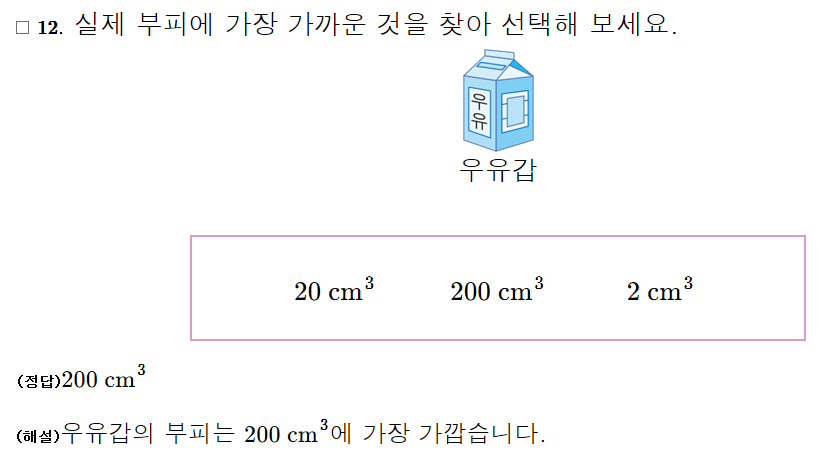 □ 12. 실제 부피에 가장 가까운 것을 찾아 선택해 보세요.
우유
우유갑
20 cm³ 200 cm³ 2 cm³
(정답)200 cm³
(해설)우유갑의 부피는 200 cm³에 가장 가깝습니다.